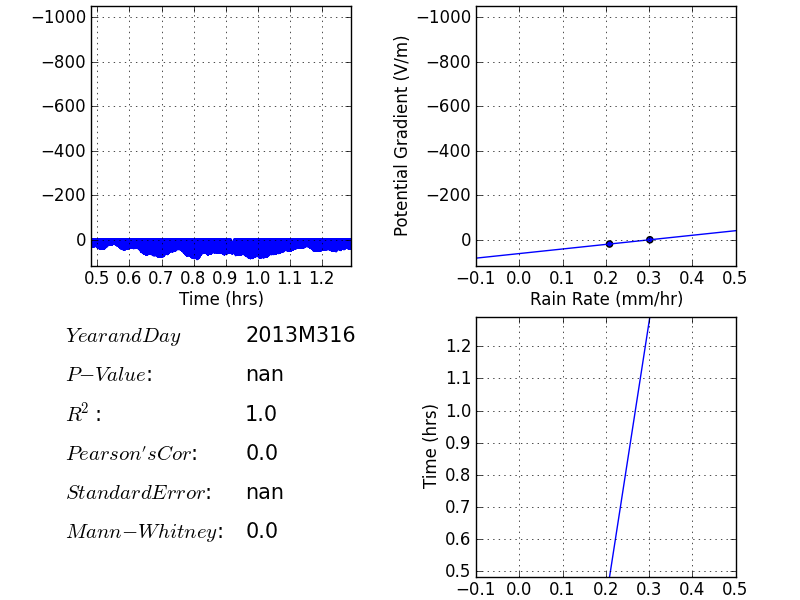 −1000
−800
−600
−400
−200
0
0.5 0.6 0.7 0.8 0.9 1.0 1.1 1.2
Time (hrs)
Potential Gradient (V/m)
−1000
−800
−600
−400
−200
0
−0.1 0.0 0.1 0.2 0.3 0.4 0.5
Rain Rate (mm/hr)
YearandDay 2013M316
P−Value: nan
R²: 1.0
Pearson'sCor: 0.0
StandardError: nan
Mann−Whitney: 0.0
Time (hrs)
1.2
1.1
1.0
0.9
0.8
0.7
0.6
0.5
−0.1 0.0 0.1 0.2 0.3 0.4 0.5